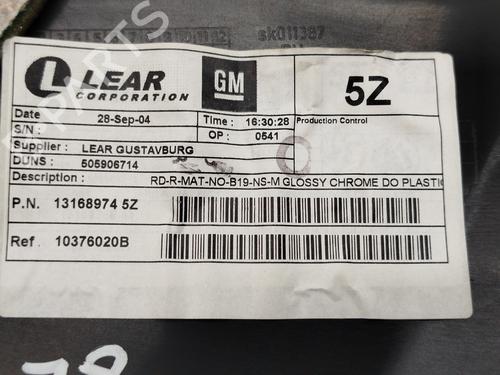 sk011387
LEAR
CORPORATION
GM
5Z
Date 28-Sep-04 Time : 16:30:28 Production Control
S/N : OP : 0541
Supplier : LEAR GUSTAVBURG
DUNS : 505906714
Description : RD-R-MAT-NO-B19-NS-M GLOSSY CHROME DO PLASTIC
P.N. 13168974 5Z
Ref . 10376020B